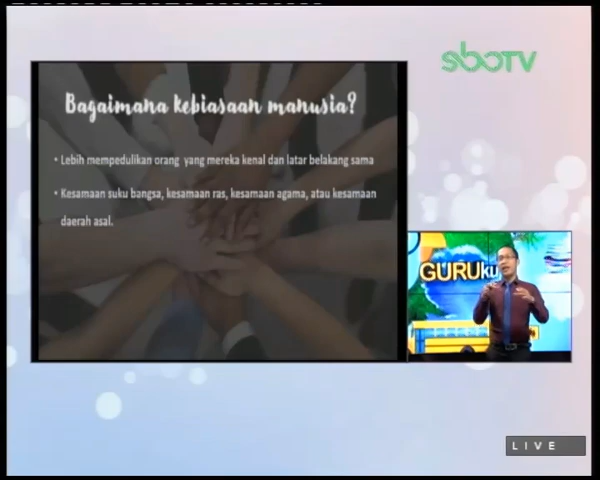 sboTV
Bagaimana kebiasaan manusia?
• Lebih mempedulikan orang yang mereka kenal dan latar belakang sama
• Kesamaan suku bangsa, kesamaan ras, kesamaan agama, atau kesamaan
daerah asal.
GURUku
LIVE